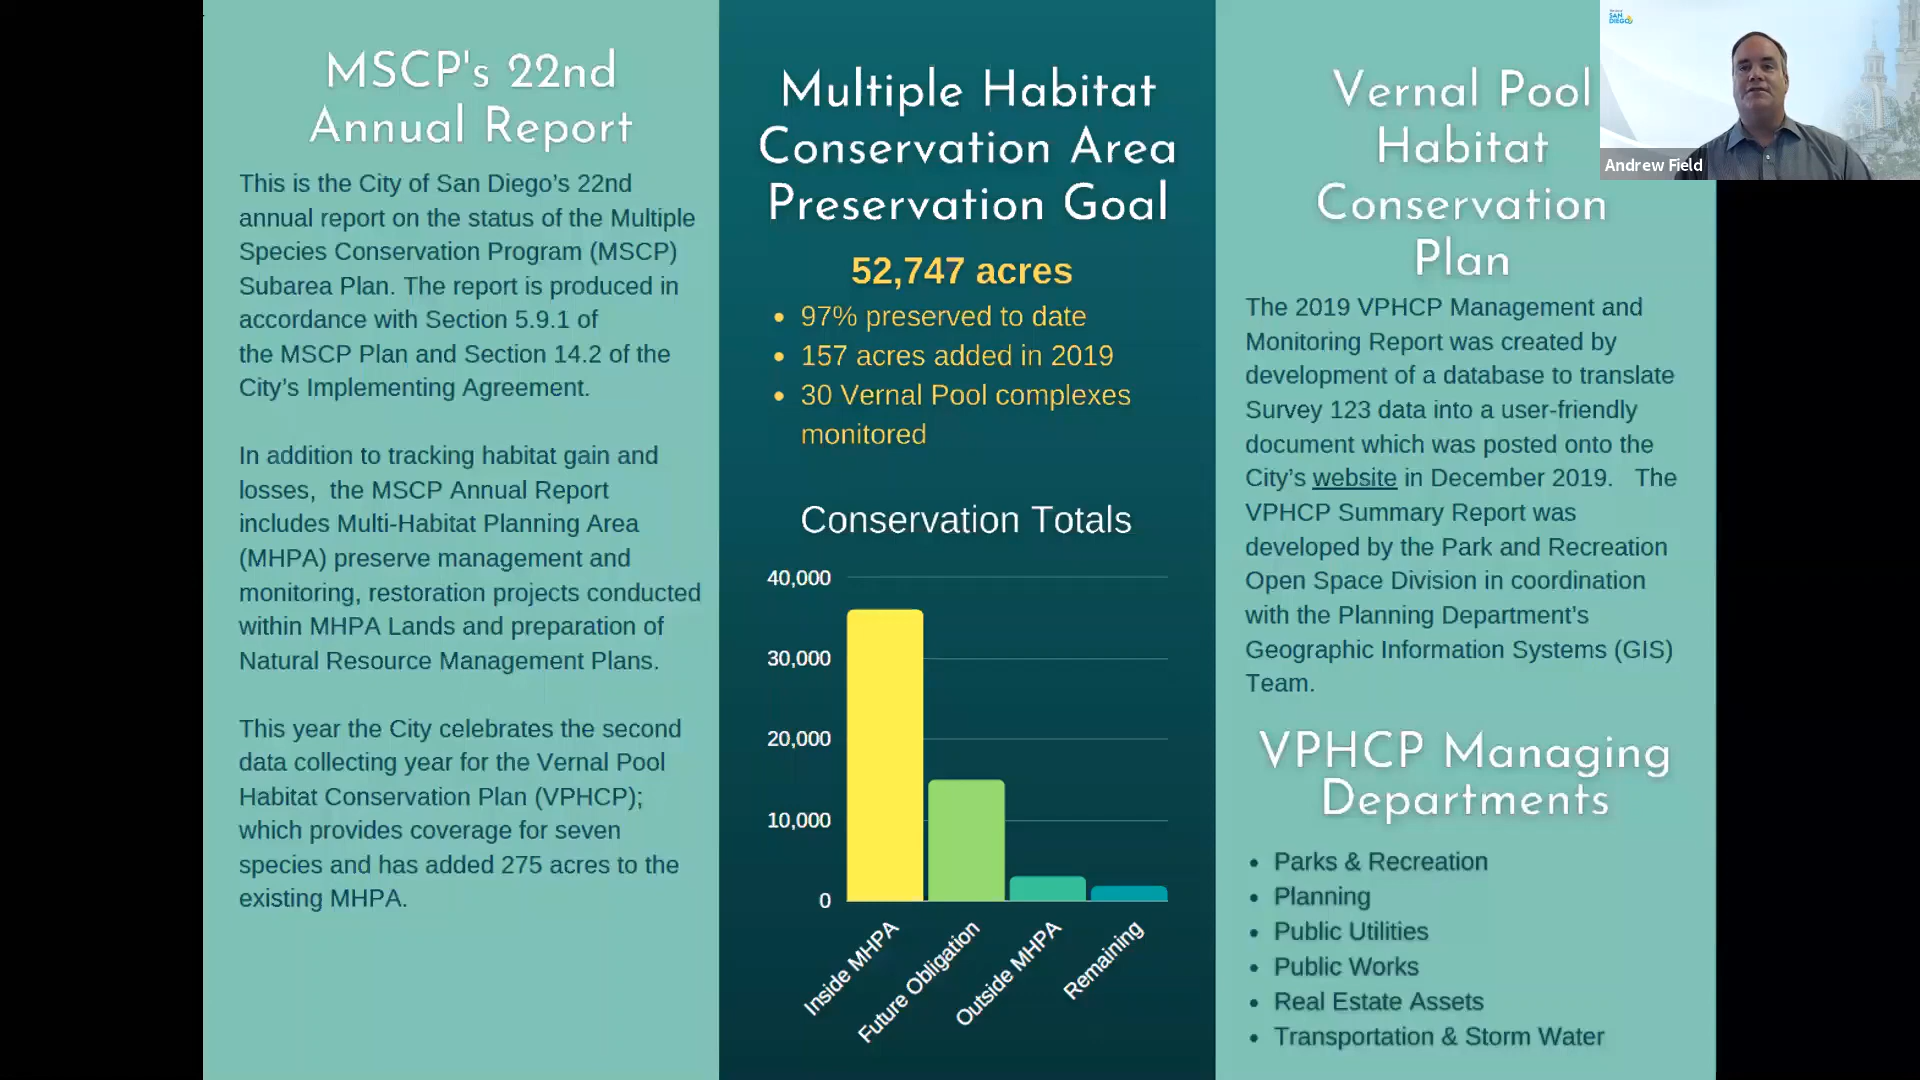 MSCP's 22nd
Annual Report
This is the City of San Diego's 22nd
annual report on the status of the Multiple
Species Conservation Program (MSCP)
Subarea Plan. The report is produced in
accordance with Section 5.9.1 of
the MSCP Plan and Section 14.2 of the
City's Implementing Agreement.
In addition to tracking habitat gain and
losses,  the MSCP Annual Report
includes Multi-Habitat Planning Area
(MHPA) preserve management and
monitoring, restoration projects conducted
within MHPA Lands and preparation of
Natural Resource Management Plans.
This year the City celebrates the second
data collecting year for the Vernal Pool
Habitat Conservation Plan (VPHCP);
which provides coverage for seven
species and has added 275 acres to the
existing MHPA.
Multiple Habitat
Conservation Area
Preservation Goal
52,747 acres
• 97% preserved to date
• 157 acres added in 2019
• 30 Vernal Pool complexes
monitored
Conservation Totals
40,000
30,000
20,000
10,000
0
Inside MHPA
Future Obligation
Outside MHPA
Remaining
Vernal Pool
Habitat
Conservation
Plan
The 2019 VPHCP Management and
Monitoring Report was created by
development of a database to translate
Survey 123 data into a user-friendly
document which was posted onto the
City's website in December 2019.   The
VPHCP Summary Report was
developed by the Park and Recreation
Open Space Division in coordination
with the Planning Department's
Geographic Information Systems (GIS)
Team.
VPHCP Managing
Departments
• Parks & Recreation
• Planning
• Public Utilities
• Public Works
• Real Estate Assets
• Transportation & Storm Water
SAN
DIEGO
Andrew Field